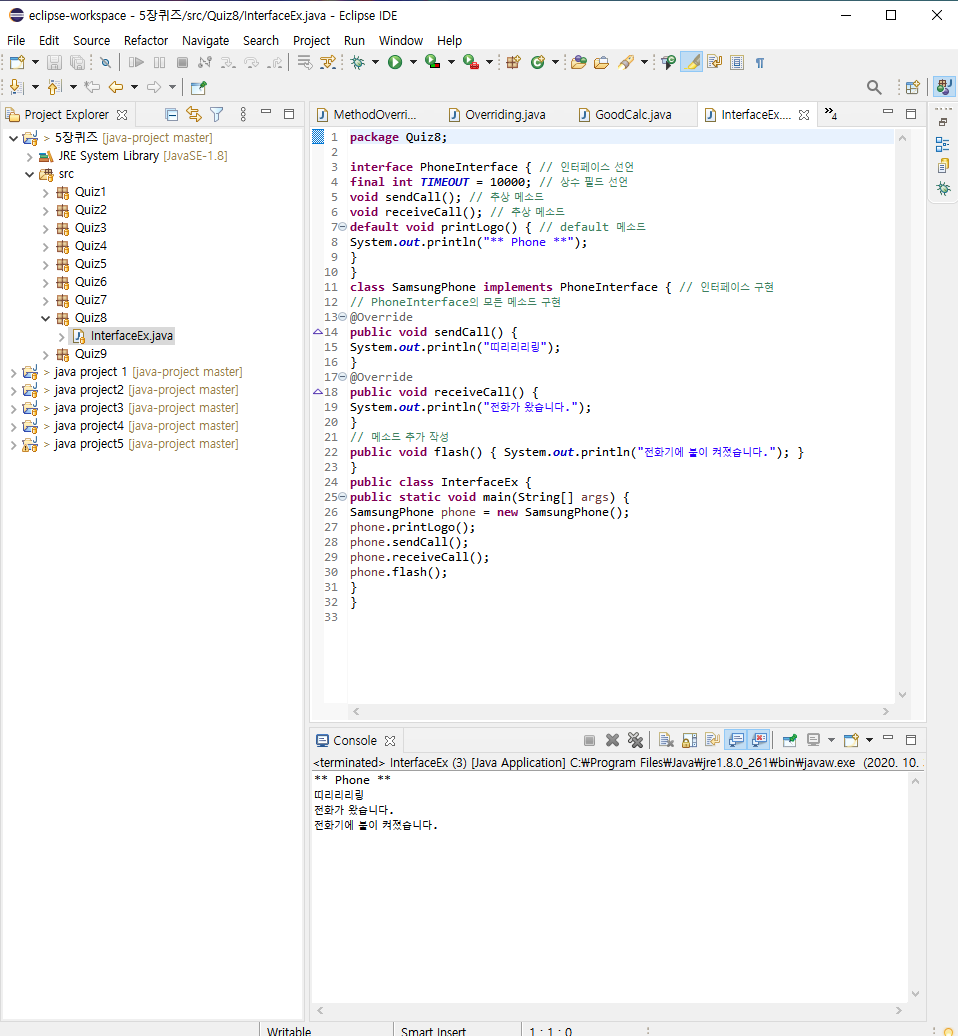 eclipse-workspace - 5장퀴즈/src/Quiz8/InterfaceEx.java - Eclipse IDE
File Edit Source Refactor Navigate Search Project Run Window Help
Project Explorer
> 5장퀴즈 [java-project master]
JRE System Library [JavaSE-1.8]
src
Quiz1
Quiz2
Quiz3
Quiz4
Quiz5
Quiz6
Quiz7
Quiz8
InterfaceEx.java
Quiz9
> java project 1 [java-project master]
> java project2 [java-project master]
> java project3 [java-project master]
> java project4 [java-project master]
> java project5 [java-project master]
MethodOverri... Overriding.java GoodCalc.java InterfaceEx.... »4
1 package Quiz8;
2
3 interface PhoneInterface { // 인터페이스 선언
4 final int TIMEOUT = 10000; // 상수 필드 선언
5 void sendCall(); // 추상 메소드
6 void receiveCall(); // 추상 메소드
7 default void printLogo() { // default 메소드
8 System.out.println("** Phone **");
9 }
10 }
11 class SamsungPhone implements PhoneInterface { // 인터페이스 구현
12 // PhoneInterface의 모든 메소드 구현
13 @Override
14 public void sendCall() {
15 System.out.println("띠리리리링");
16 }
17 @Override
18 public void receiveCall() {
19 System.out.println("전화가 왔습니다.");
20 }
21 // 메소드 추가 작성
22 public void flash() { System.out.println("전화기에 불이 켜졌습니다."); }
23 }
24 public class InterfaceEx {
25 public static void main(String[] args) {
26 SamsungPhone phone = new SamsungPhone();
27 phone.printLogo();
28 phone.sendCall();
29 phone.receiveCall();
30 phone.flash();
31 }
32 }
33
Console
<terminated> InterfaceEx (3) [Java Application] C:₩Program Files₩Java₩jre1.8.0_261₩bin₩javaw.exe (2020. 10.
** Phone **
띠리리리링
전화가 왔습니다.
전화기에 불이 켜졌습니다.
Writable Smart Insert 1 : 1 : 0